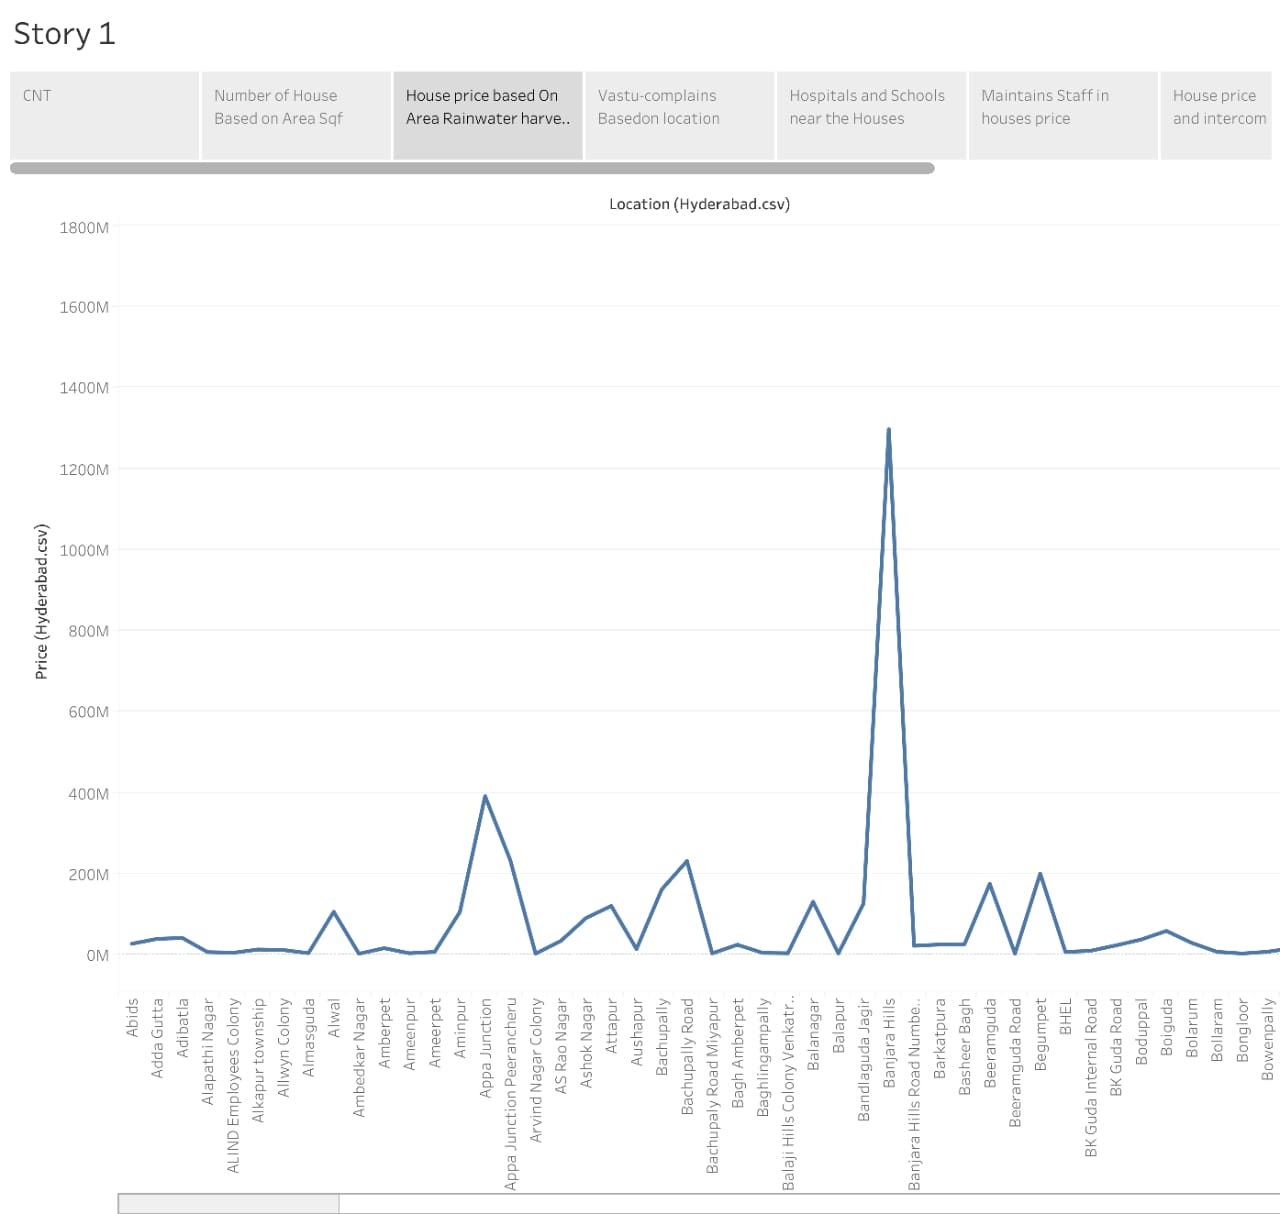 Story 1
CNT
Number of House
Based on Area Sqf
House price based On
Area Rainwater harve..
Vastu-complains
Basedon location
Hospitals and Schools
near the Houses
Maintains Staff in
houses price
House price
and intercom
Location (Hyderabad.csv)
1800M
1600M
1400M
1200M
1000M
800M
600M
400M
200M
0M
Price (Hyderabad.csv)
Abids
Adda Gutta
Adibatla
Alapathi Nagar
ALIND Employees Colony
Alkapur township
Allwyn Colony
Almasguda
Alwal
Ambedkar Nagar
Amberpet
Ameenpur
Ameerpet
Aminpur
Appa Junction
Appa Junction Peerancheru
Arvind Nagar Colony
AS Rao Nagar
Ashok Nagar
Attapur
Aushapur
Bachupally
Bachupally Road
Bachupaly Road Miyapur
Bagh Amberpet
Baghlingampally
Balaji Hills Colony Venkatr..
Balanagar
Balapur
Bandlaguda Jagir
Banjara Hills
Banjara Hills Road Numbe..
Barkatpura
Basheer Bagh
Beeramguda
Beeramguda Road
Begumpet
BHEL
BK Guda Internal Road
BK Guda Road
Boduppal
Boiguda
Bolarum
Bollaram
Bongloor
Bowenpally